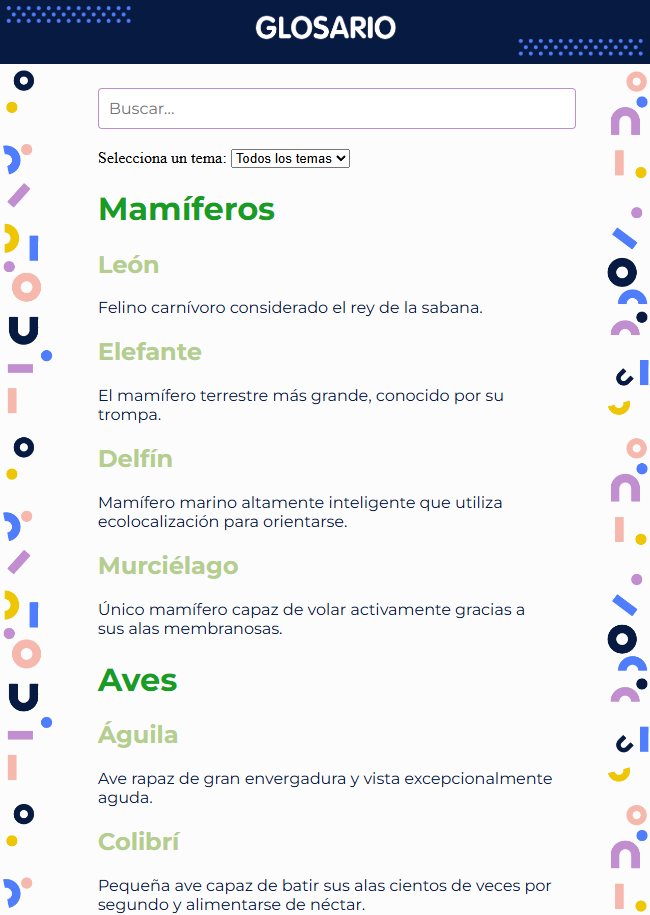 GLOSARIO
Buscar...
Selecciona un tema: Todos los temas
Mamíferos
León
Felino carnívoro considerado el rey de la sabana.
Elefante
El mamífero terrestre más grande, conocido por su
trompa.
Delfín
Mamífero marino altamente inteligente que utiliza
ecolocalización para orientarse.
Murciélago
Único mamífero capaz de volar activamente gracias a
sus alas membranosas.
Aves
Águila
Ave rapaz de gran envergadura y vista excepcionalmente
aguda.
Colibrí
Pequeña ave capaz de batir sus alas cientos de veces por
segundo y alimentarse de néctar.